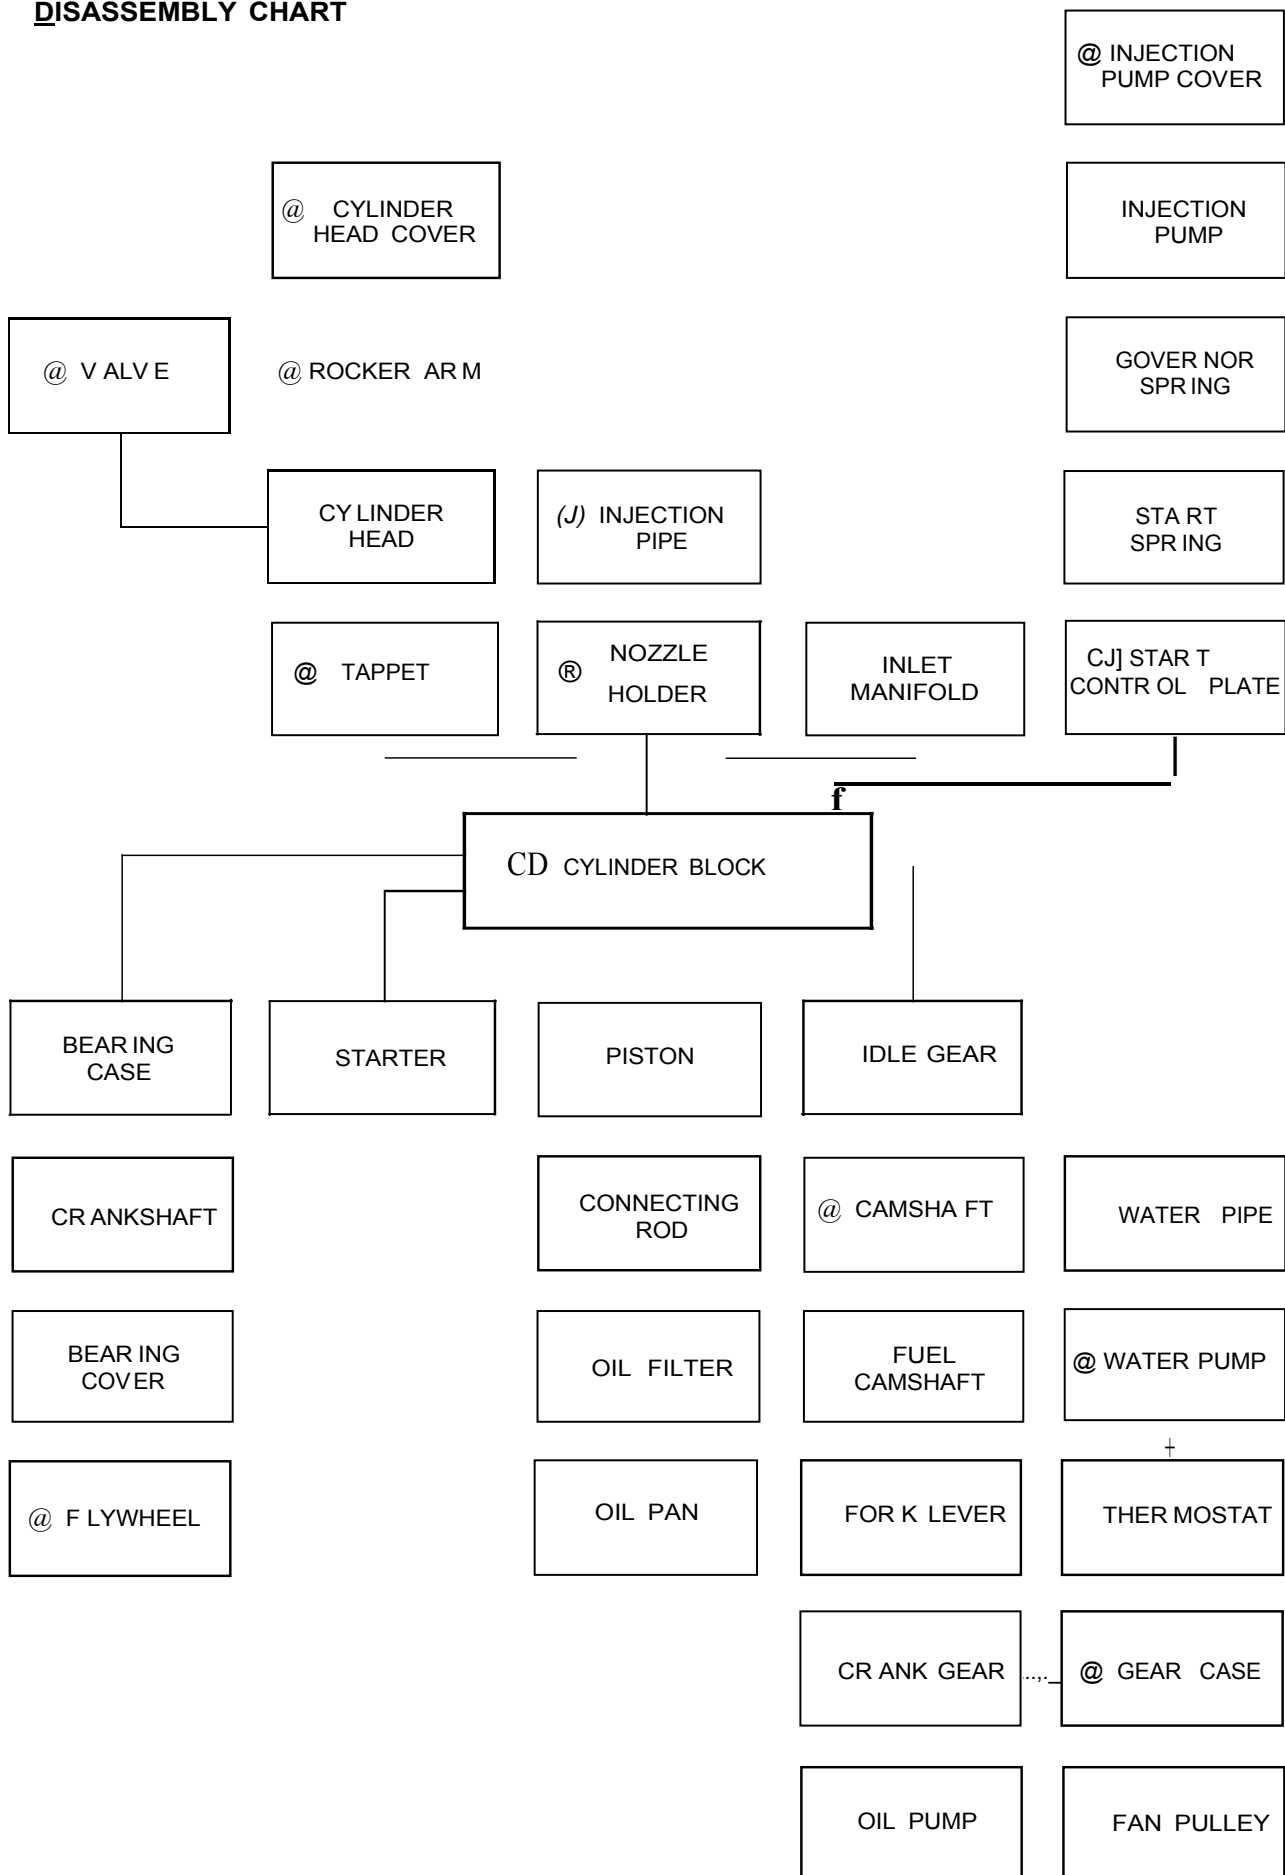 DISASSEMBLY CHART
@ INJECTION
PUMP COVER
@ CYLINDER
HEAD COVER
INJECTION
PUMP
@ V ALV E
@ ROCKER AR M
GOVER NOR
SPR ING
CY LINDER
HEAD
(J) INJECTION
PIPE
STA RT
SPR ING
@ TAPPET
® NOZZLE
HOLDER
INLET
MANIFOLD
CJ] STAR T
CONTR OL PLATE
f
CD CYLINDER BLOCK
BEAR ING
CASE
STARTER
PISTON
IDLE GEAR
CR ANKSHAFT
CONNECTING
ROD
@ CAMSHA FT
WATER PIPE
BEAR ING
COVER
OIL FILTER
FUEL
CAMSHAFT
@ WATER PUMP
@ F LYWHEEL
OIL PAN
FOR K LEVER
THER MOSTAT
CR ANK GEAR
..,._
@ GEAR CASE
OIL PUMP
FAN PULLEY